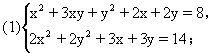 (1) { x² + 3xy + y² + 2x + 2y = 8,
2x² + 2y² + 3x + 3y = 14;